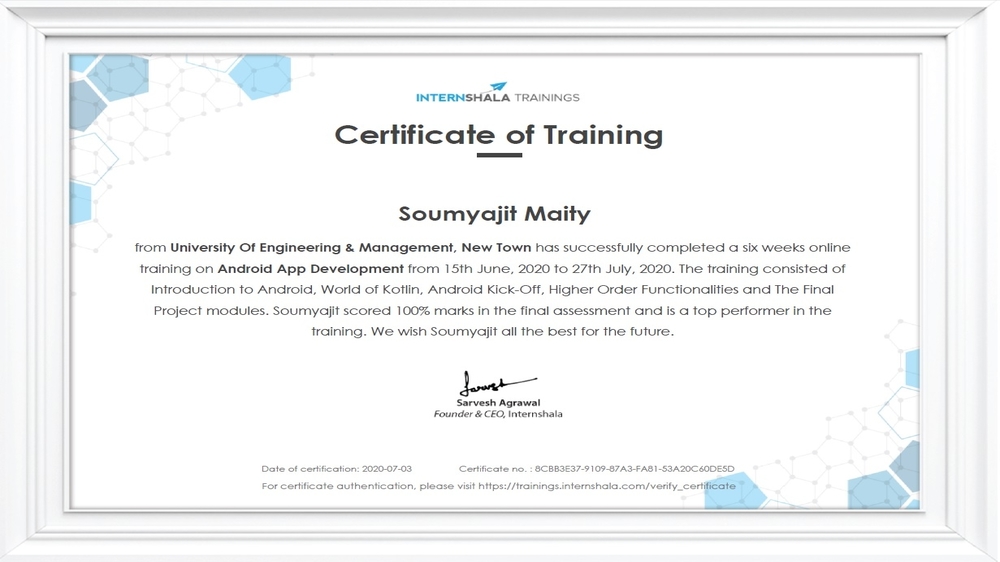 INTERNSHALA TRAININGS
Certificate of Training
Soumyajit Maity
from University Of Engineering & Management, New Town has successfully completed a six weeks online
training on Android App Development from 15th June, 2020 to 27th July, 2020. The training consisted of
Introduction to Android, World of Kotlin, Android Kick-Off, Higher Order Functionalities and The Final
Project modules. Soumyajit scored 100% marks in the final assessment and is a top performer in the
training. We wish Soumyajit all the best for the future.
Sarvesh
Sarvesh Agrawal
Founder & CEO, Internshala
Date of certification: 2020-07-03 Certificate no. : 8CBB3E37-9109-87A3-FA81-53A20C60DE5D
For certificate authentication, please visit https://trainings.internshala.com/verify_certificate